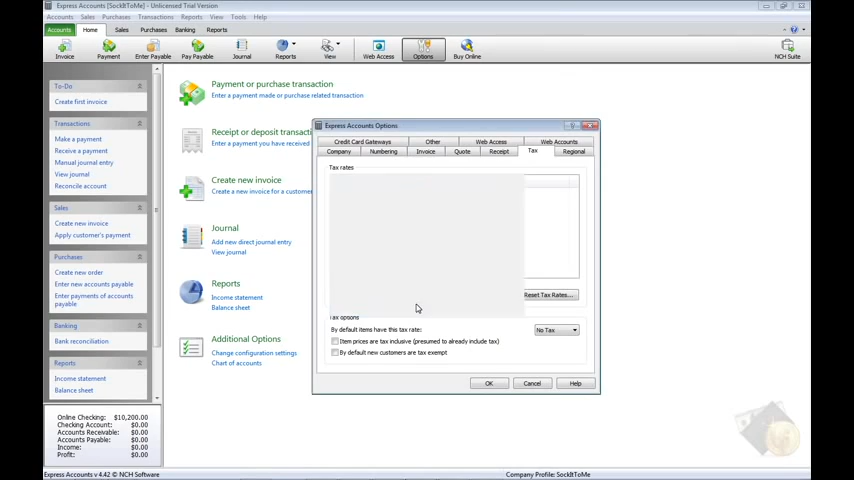 Express Accounts - Unlicensed Trial Version
Accounts Sales Purchases Transactions Reports View Tools Help
Accounts Home Sales Purchases Banking Reports
Invoice Payment Enter Payable Pay Payable Journal Reports View Web Access Options Buy Online NCH Suite
To-Do
Create first invoice
Transactions
Make a payment
Receive a payment
Manual journal entry
View journal
Reconcile account
Sales
Create new invoice
Apply customer's payment
Purchases
Create new order
Enter new accounts payable
Enter payments of accounts
payable
Banking
Bank reconciliation
Reports
Income statement
Balance sheet
Online Checking: $10,200.00
Checking Account: $0.00
Accounts Receivable: $0.00
Accounts Payable: $0.00
Income: $0.00
Profit: $0.00
Payment or purchase transaction
Enter a payment made or purchase related transaction
Receipt or deposit transacti
Enter a payment you have received
Create new invoice
Create a new invoice for a custome
Journal
Add new direct journal entry
View journal
Reports
Income statement
Balance sheet
Additional Options
Change configuration settings
Chart of accounts
Express Accounts Options
Credit Card Gateways Other Web Access Web Accounts
Company Numbering Invoice Quote Receipt Tax Regional
Tax rates
Reset Tax Rates...
Tax options
By default items have this tax rate: No Tax
Item prices are tax inclusive (presumed to already include tax)
By default new customers are tax exempt
OK Cancel Help
Express Accounts v 4.42 © NCH Software
Company Profile: SockItToMe